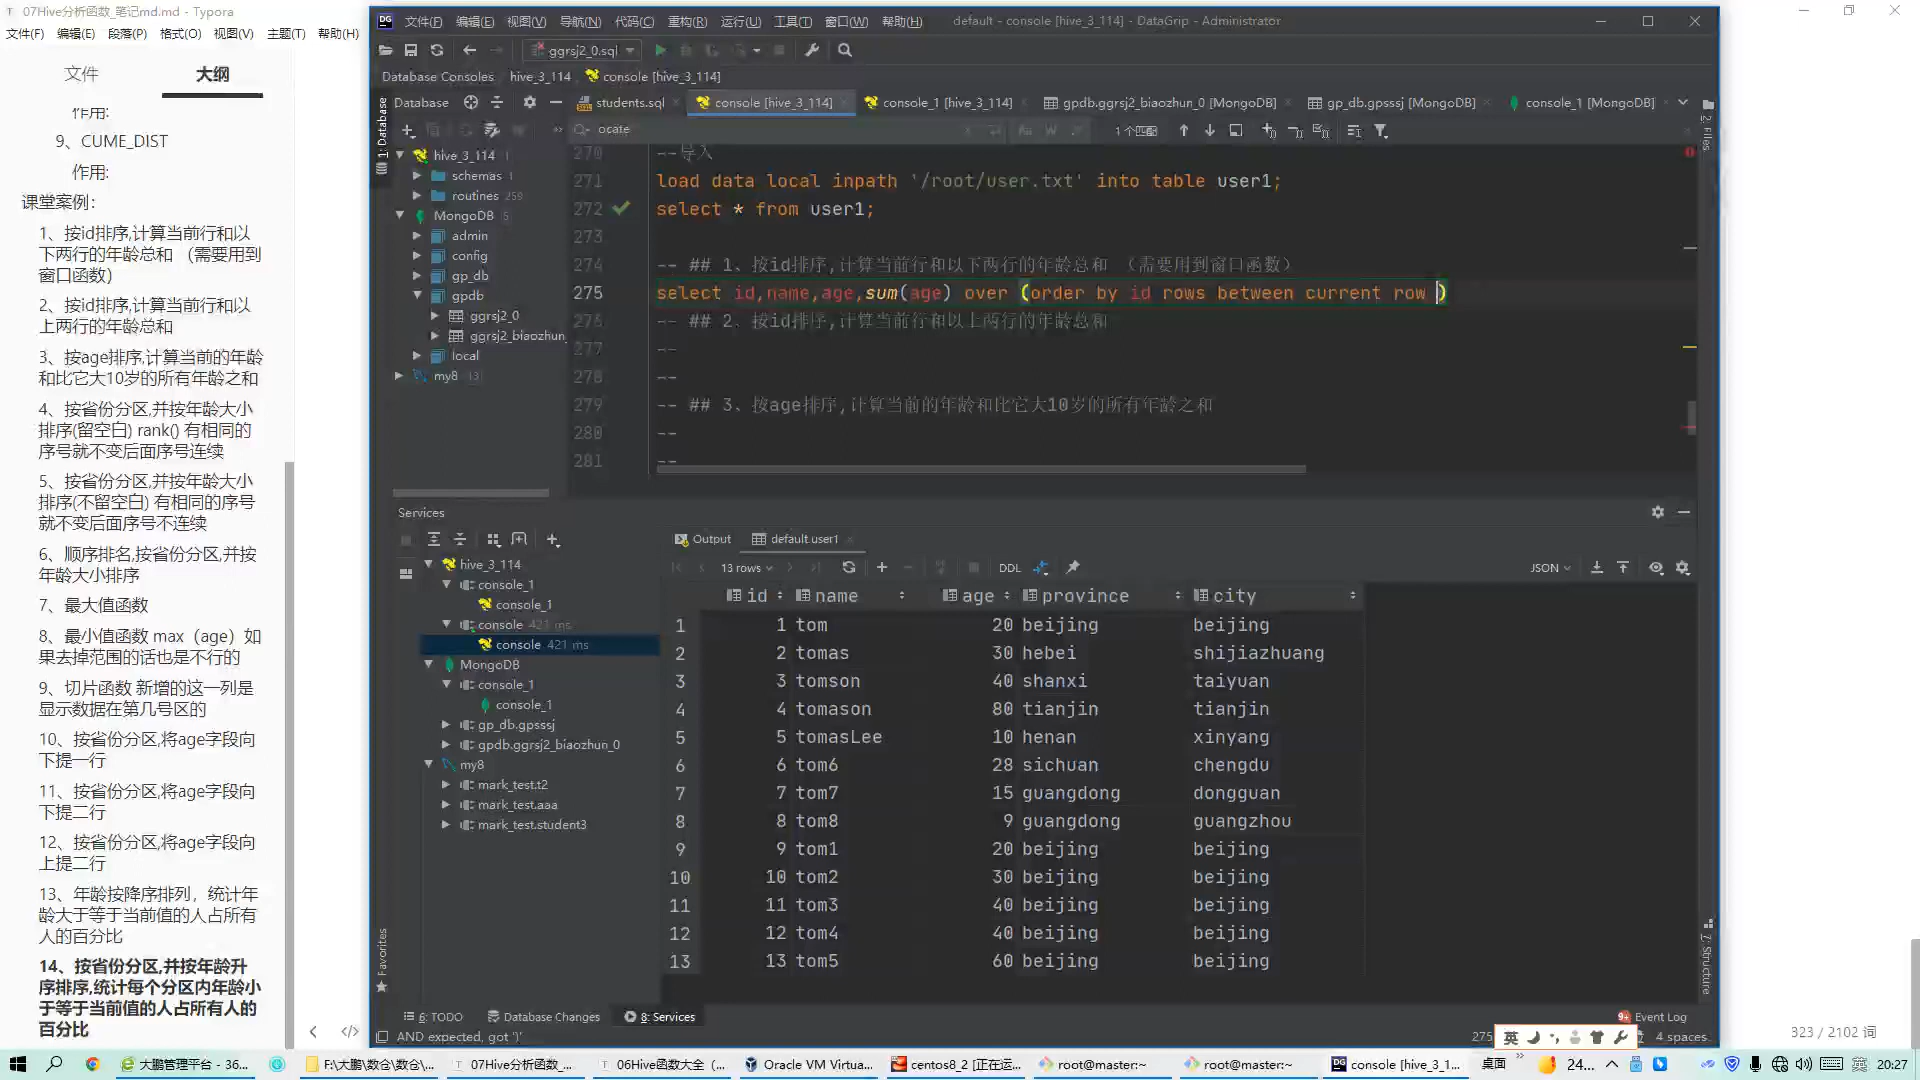 07Hive分析函数_笔记md.md - Typora
文件(F) 编辑(E) 段落(P) 格式(O) 视图(V) 主题(T) 帮助(H)
文件 大纲
作用:
9、CUME_DIST
作用:
课堂案例:
1、按id排序,计算当前行和以
下两行的年龄总和 （需要用到
窗口函数）
2、按id排序,计算当前行和以
上两行的年龄总和
3、按age排序,计算当前的年龄
和比它大10岁的所有年龄之和
4、按省份分区,并按年龄大小
排序(留空白) rank() 有相同的
序号就不变后面序号连续
5、按省份分区,并按年龄大小
排序(不留空白) 有相同的序号
就不变后面序号不连续
6、顺序排名,按省份分区,并按
年龄大小排序
7、最大值函数
8、最小值函数 max（age）如
果去掉范围的话也是不行的
9、切片函数 新增的这一列是
显示数据在第几号区的
10、按省份分区,将age字段向
下提一行
11、按省份分区,将age字段向
下提二行
12、按省份分区,将age字段向
上提二行
13、年龄按降序排列，统计年
龄大于等于当前值的人占所有
人的百分比
14、按省份分区,并按年龄升
序排序,统计每个分区内年龄小
于等于当前值的人占所有人的
百分比
文件(F) 编辑(E) 视图(V) 导航(N) 代码(C) 重构(R) 运行(U) 工具(T) 窗口(W) 帮助(H) default - console [hive_3_114] - DataGrip - Administrator
ggrsj2_0.sql
Database Consoles hive_3_114 console [hive_3_114]
Database students.sql console [hive_3_114] console_1 [hive_3_114] gpdb.ggrsj2_biaozhun_0 [MongoDB] gp_db.gpsssj [MongoDB] console_1 [MongoDB]
1: Database
2: Files
ocate 1 个匹配
hive_3_114 1
schemas 1
routines 259
MongoDB 5
admin
config
gp_db
gpdb
ggrsj2_0
ggrsj2_biaozhun_
local
my8 13
270 --导入
271 load data local inpath '/root/user.txt' into table user1;
272 select * from user1;
273
274 -- ## 1、按id排序,计算当前行和以下两行的年龄总和 （需要用到窗口函数）
275 select id,name,age,sum(age) over (order by id rows between current row )
276 -- ## 2、按id排序,计算当前行和以上两行的年龄总和
277 --
278 --
279 -- ## 3、按age排序,计算当前的年龄和比它大10岁的所有年龄之和
280 --
281 --
Services
hive_3_114
console_1
console_1
console 421 ms
console 421 ms
MongoDB
console_1
console_1
gp_db.gpsssj
gpdb.ggrsj2_biaozhun_0
my8
mark_test.t2
mark_test.aaa
mark_test.student3
Output default.user1
13 rows DDL JSON
id name age province city
1 1 tom 20 beijing beijing
2 2 tomas 30 hebei shijiazhuang
3 3 tomson 40 shanxi taiyuan
4 4 tomason 80 tianjin tianjin
5 5 tomasLee 10 henan xinyang
6 6 tom6 28 sichuan chengdu
7 7 tom7 15 guangdong dongguan
8 8 tom8 9 guangdong guangzhou
9 9 tom1 20 beijing beijing
10 10 tom2 30 beijing beijing
11 11 tom3 40 beijing beijing
12 12 tom4 40 beijing beijing
13 13 tom5 60 beijing beijing
Favorites
7: Structure
6: TODO Database Changes 8: Services Event Log
AND expected, got ')' 275 英 4 spaces
323 / 2102 词
大鹏管理平台 - 36... F:\大鹏\数仓\数仓\... 07Hive分析函数_... 06Hive函数大全（... Oracle VM Virtua... centos8_2 [正在运... root@master:~ root@master:~ console [hive_3_1... 桌面 24... 英 20:27